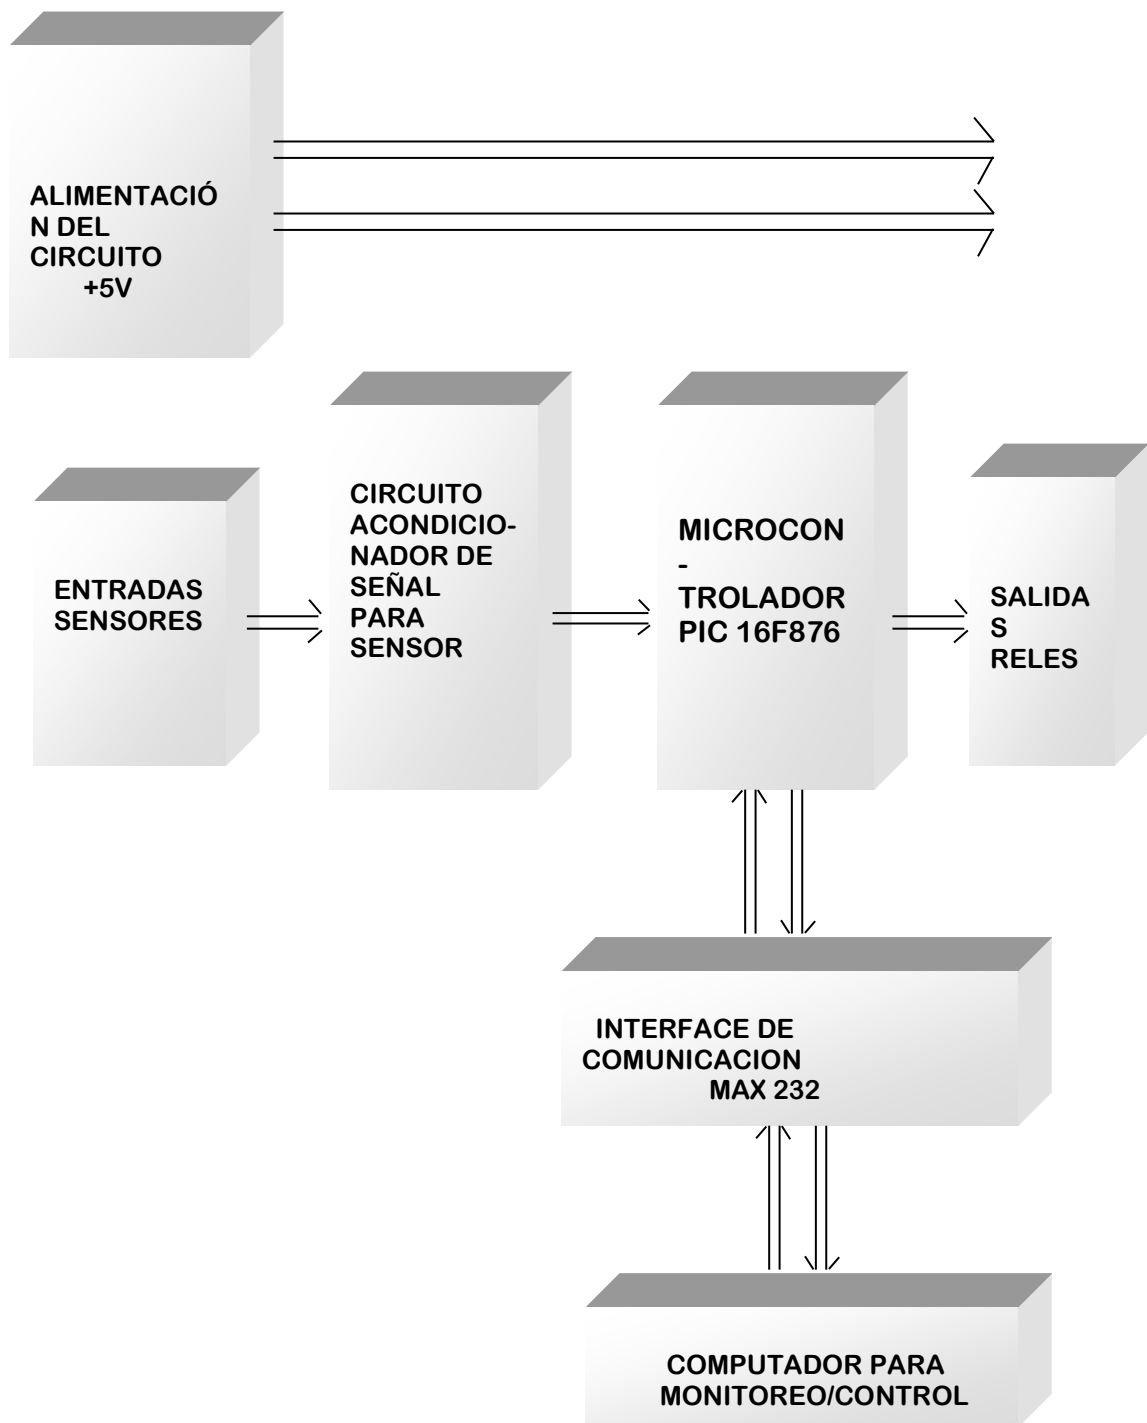 ALIMENTACIÓ
N DEL
CIRCUITO
+5V
ENTRADAS
SENSORES
CIRCUITO
ACONDICIO-
NADOR DE
SEÑAL
PARA
SENSOR
MICROCON
-
TROLADOR
PIC 16F876
SALIDA
S
RELES
INTERFACE DE
COMUNICACION
MAX 232
COMPUTADOR PARA
MONITOREO/CONTROL